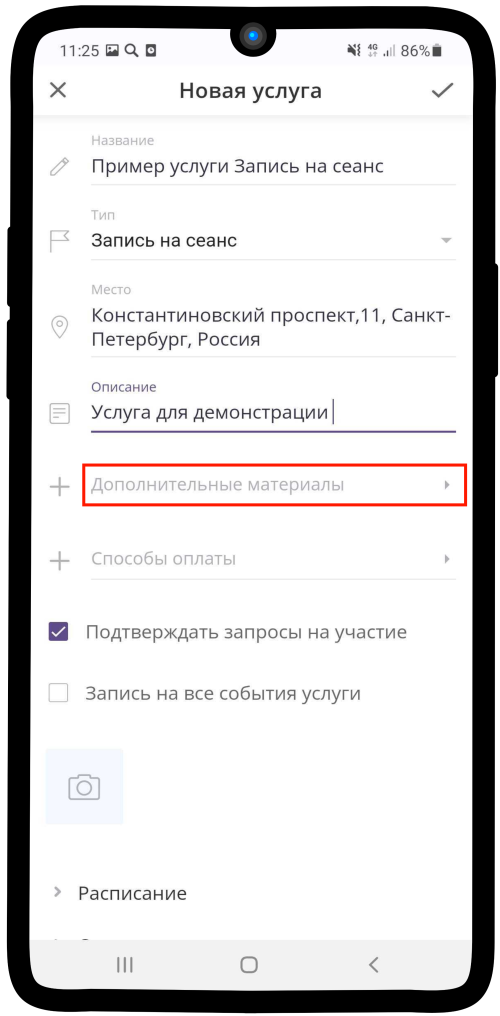 11:25
4G
86%
Новая услуга
Название
Пример услуги Запись на сеанс
Тип
Запись на сеанс
Место
Константиновский проспект,11, Санкт-
Петербург, Россия
Описание
Услуга для демонстрации
Дополнительные материалы
Способы оплаты
Подтверждать запросы на участие
Запись на все события услуги
Расписание